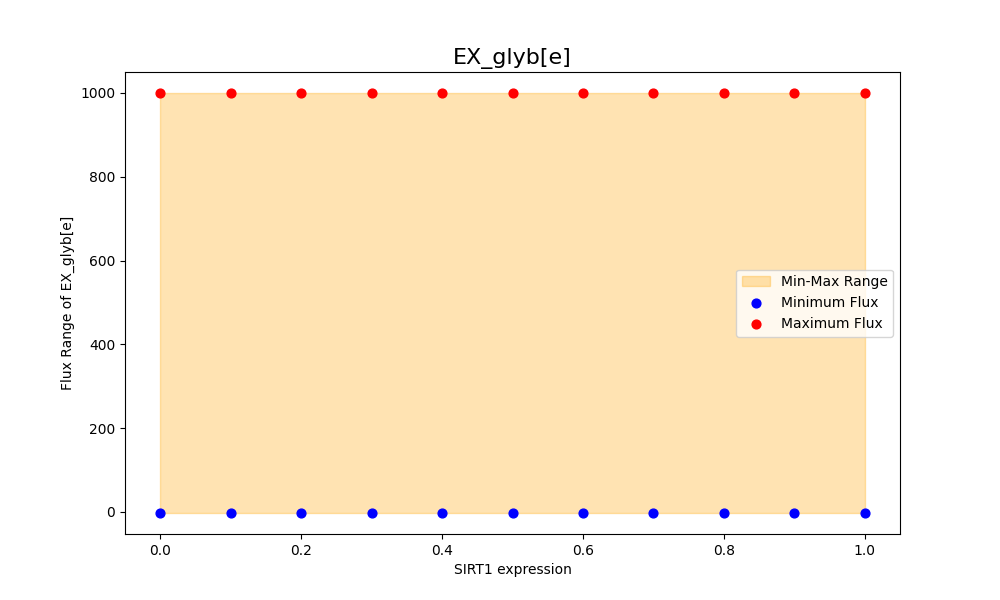 EX_glyb[e]
Flux Range of EX_glyb[e]
1000
800
600
400
200
0
Min-Max Range
Minimum Flux
Maximum Flux
0.0
0.2
0.4
0.6
0.8
1.0
SIRT1 expression